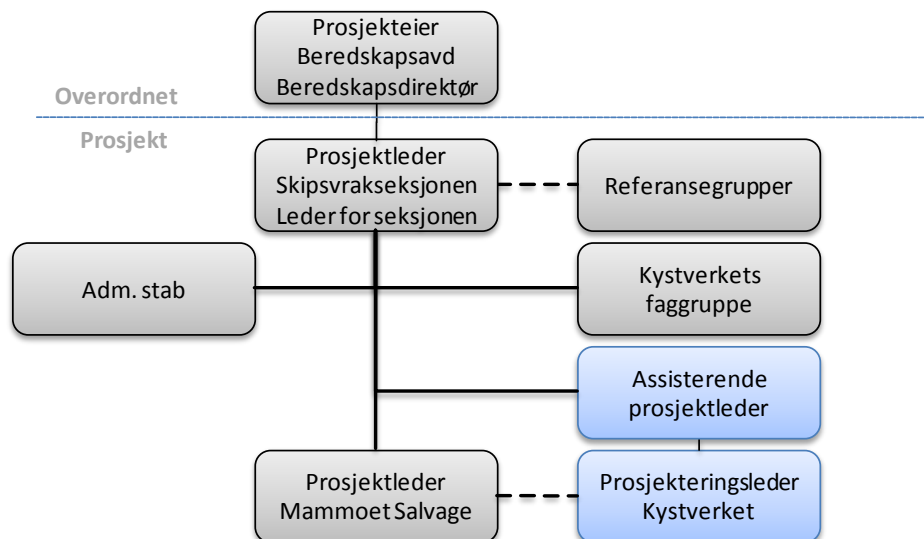 Prosjekteier
Beredskapsavd
Beredskapsdirektør
Overordnet
Prosjekt
Prosjektleder
Skipsvrakseksjonen
Leder for seksjonen
Referansegrupper
Adm. stab
Kystverkets
faggruppe
Assisterende
prosjektleder
Prosjektleder
Mammoet Salvage
Prosjekteringsleder
Kystverket